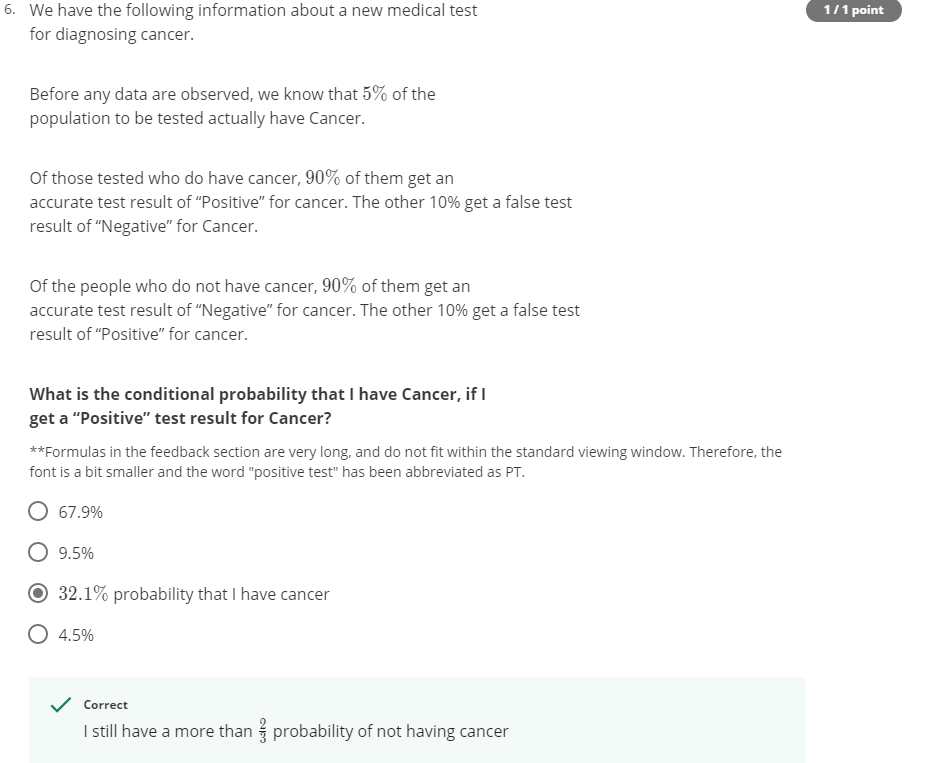 6. We have the following information about a new medical test
1 / 1 point
for diagnosing cancer.
Before any data are observed, we know that 5% of the
population to be tested actually have Cancer.
Of those tested who do have cancer, 90% of them get an
accurate test result of “Positive” for cancer. The other 10% get a false test
result of “Negative” for Cancer.
Of the people who do not have cancer, 90% of them get an
accurate test result of “Negative” for cancer. The other 10% get a false test
result of “Positive” for cancer.
What is the conditional probability that I have Cancer, if I
get a “Positive” test result for Cancer?
**Formulas in the feedback section are very long, and do not fit within the standard viewing window. Therefore, the
font is a bit smaller and the word "positive test" has been abbreviated as PT.
67.9%
9.5%
32.1% probability that I have cancer
4.5%
Correct
I still have a more than 2/3 probability of not having cancer